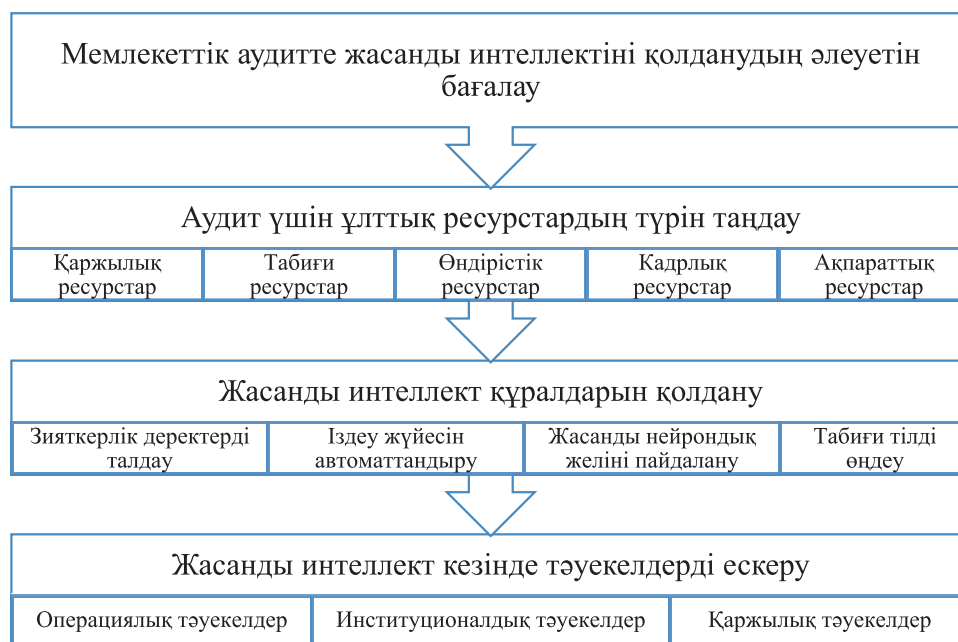 Мемлекеттік аудитте жасанды интеллектіні қолданудың әлеуетін
бағалау
Аудит үшін ұлттық ресурстардың түрін таңдау
Қаржылық
ресурстар
Табиғи
ресурстар
Өндірістік
ресурстар
Кадрлық
ресурстар
Ақпараттық
ресурстар
Жасанды интеллект құралдарын қолдану
Зияткерлік деректерді
талдау
Іздеу жүйесін
автоматтандыру
Жасанды нейрондық
желіні пайдалану
Табиғи тілді
өңдеу
Жасанды интеллект кезінде тәуекелдерді ескеру
Операциялық тәуекелдер
Институционалдық тәуекелдер
Қаржылық тәуекелдер